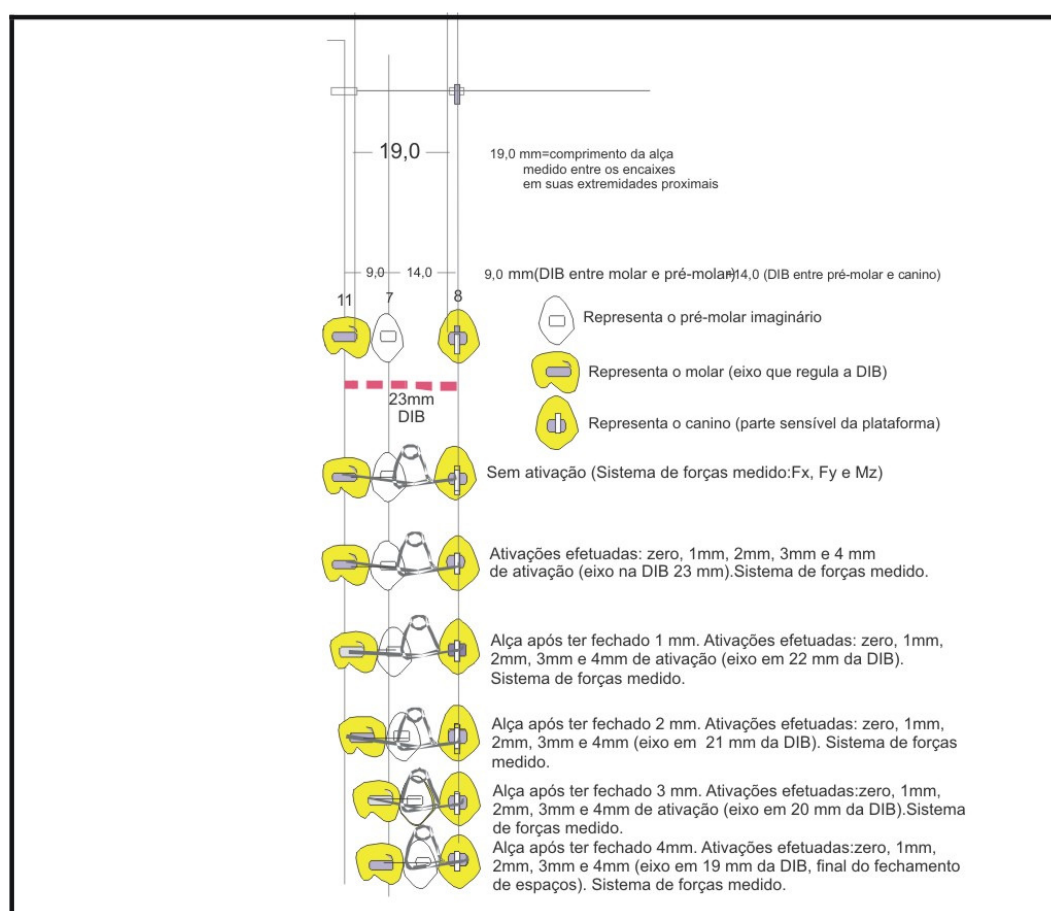 19,0
19,0 mm=comprimento da alça
medido entre os encaixes
em suas extremidades proximais
9,0 14,0
9,0 mm(DIB entre molar e pré-molar)+14,0 (DIB entre pré-molar e canino)
11 7 8
Representa o pré-molar imaginário
Representa o molar (eixo que regula a DIB)
23mm
DIB
Representa o canino (parte sensível da plataforma)
Sem ativação (Sistema de forças medido:Fx, Fy e Mz)
Ativações efetuadas: zero, 1mm, 2mm, 3mm e 4 mm
de ativação (eixo na DIB 23 mm).Sistema de forças medido.
Alça após ter fechado 1 mm. Ativações efetuadas: zero, 1mm,
2mm, 3mm e 4mm de ativação (eixo em 22 mm da DIB).
Sistema de forças medido.
Alça após ter fechado 2 mm. Ativações efetuadas: zero, 1mm,
2mm, 3mm e 4mm (eixo em 21 mm da DIB). Sistema de forças
medido.
Alça após ter fechado 3 mm. Ativações efetuadas:zero, 1mm,
2mm, 3mm e 4mm de ativação (eixo em 20 mm da DIB).Sistema
de forças medido.
Alça após ter fechado 4mm. Ativações efetuadas:zero, 1mm,
2mm, 3mm e 4mm (eixo em 19 mm da DIB, final do fechamento
de espaços). Sistema de forças medido.